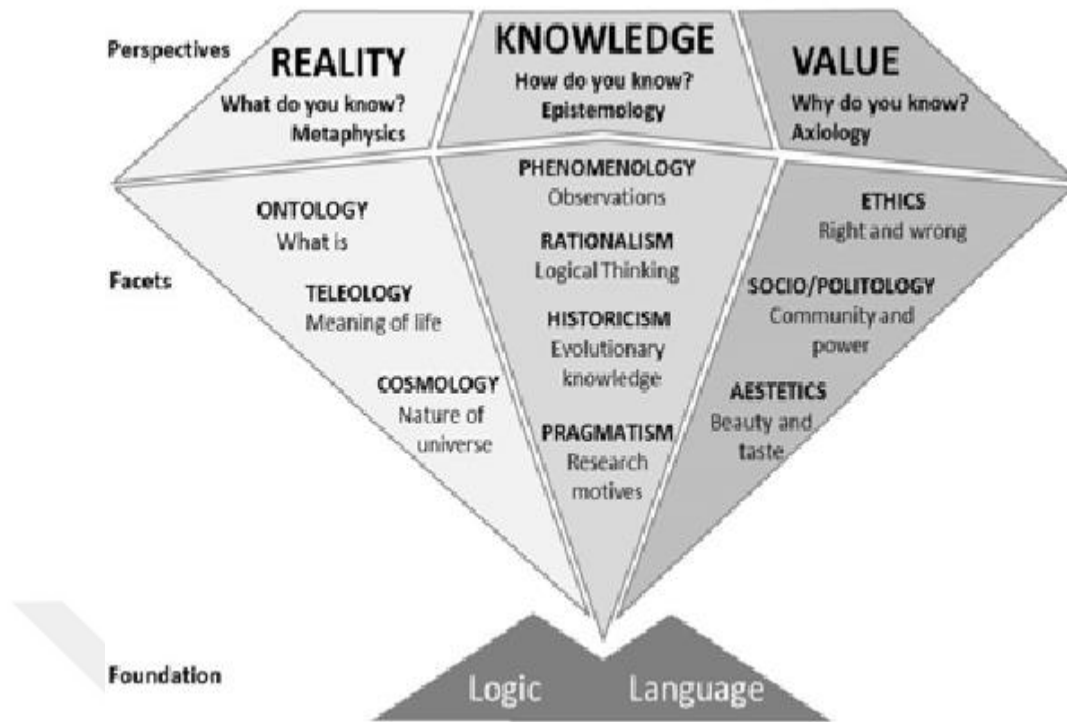 Perspectives
REALITY
What do you know?
Metaphysics
KNOWLEDGE
How do you know?
Epistemology
VALUE
Why do you know?
Axiology
Facets
ONTOLOGY
What is
TELEOLOGY
Meaning of life
COSMOLOGY
Nature of
universe
PHENOMENOLOGY
Observations
RATIONALISM
Logical Thinking
HISTORICISM
Evolutionary
knowledge
PRAGMATISM
Research
motives
ETHICS
Right and wrong
SOCIO/POLITOLOGY
Community and
power
AESTETICS
Beauty and
taste
Foundation
Logic
Language